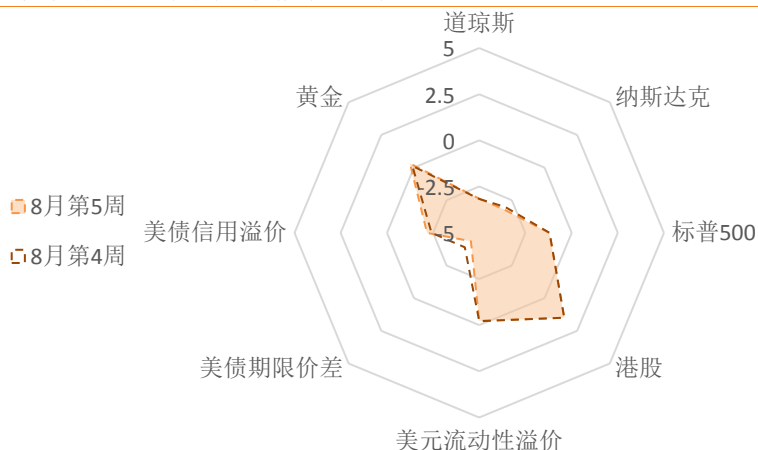 道琼斯
5
纳斯达克
黄金
2.5
0
-2.5
8月第5周
美债信用溢价
-5
标普500
8月第4周
美债期限价差
港股
美元流动性溢价